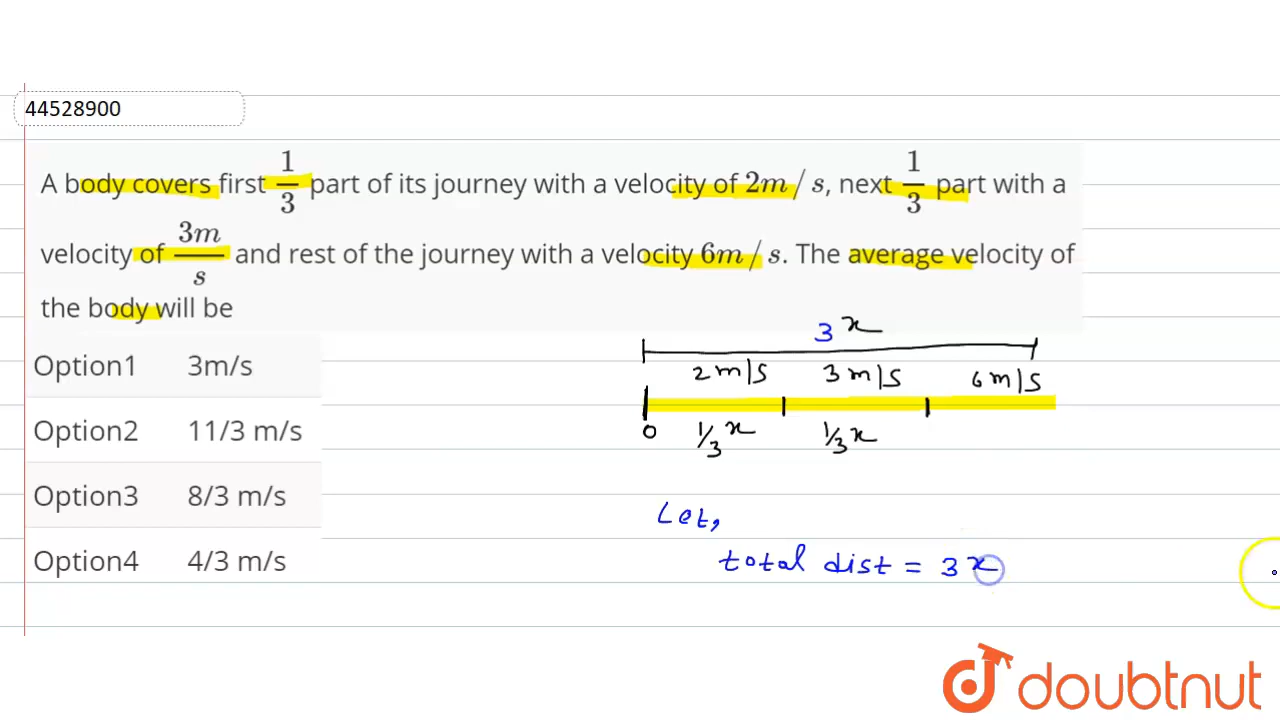 44528900
A body covers first 1/3 part of its journey with a velocity of 2m/s, next 1/3 part with a
velocity of 3m/s and rest of the journey with a velocity 6m/s. The average velocity of
the body will be
3x
Option1 3m/s
2m/s 3m/s 6m/s
Option2 11/3 m/s
0 1/3x 1/3x
Option3 8/3 m/s
Let,
Option4 4/3 m/s
total dist = 3x
doubtnut